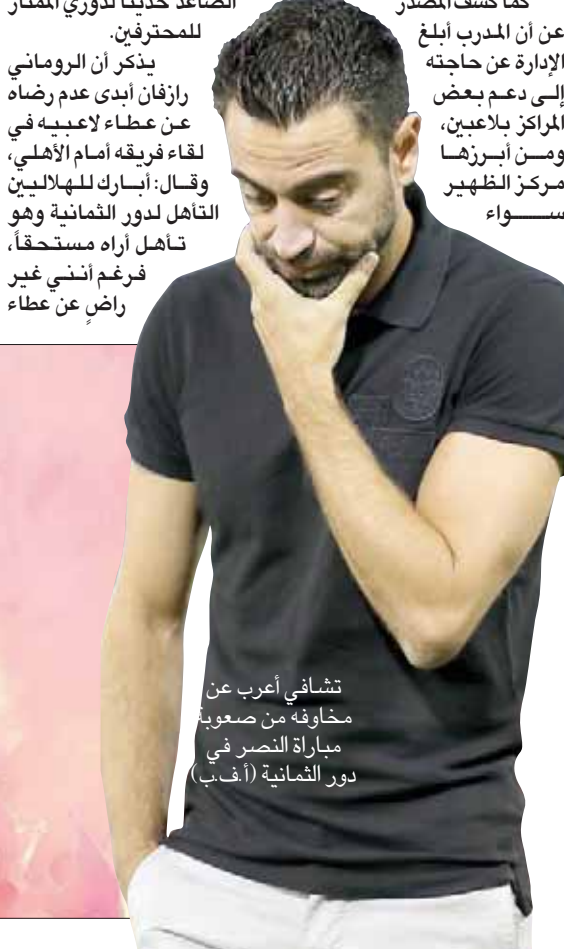 كما كشف المصدر
عن أن المدرب أبلغ
الإدارة عن حاجته
إلى دعم بعض
المراكز بلاعبين،
ومن أبرزها
مركز الظهير
سواء
الصاعد حديثاً لدوري الممتاز
للمحترفين.
يذكر أن الروماني
رازفان أبدى عدم رضاه
عن عطاء لاعبيه في
لقاء فريقه أمام الأهلي،
وقال: أبارك للهلاليين
التأهل لدور الثمانية وهو
تأهل أراه مستحقاً،
فرغم أنني غير
راضٍ عن عطاء
تشافي أعرب عن
مخاوفه من صعوبة
مباراة النصر في
دور الثمانية (أ.ف.ب)